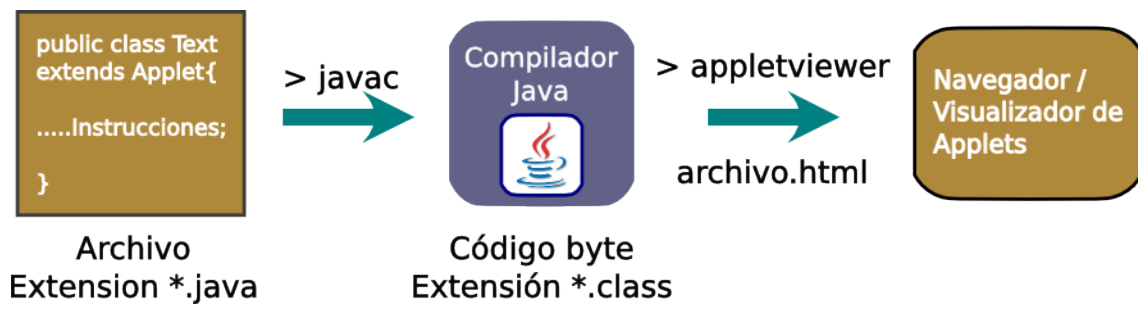 public class Text
extends Applet{
.....Instrucciones;
}
Archivo
Extension *.java
> javac
Compilador
Java
Código byte
Extensión *.class
> appletviewer
archivo.html
Navegador /
Visualizador de
Applets